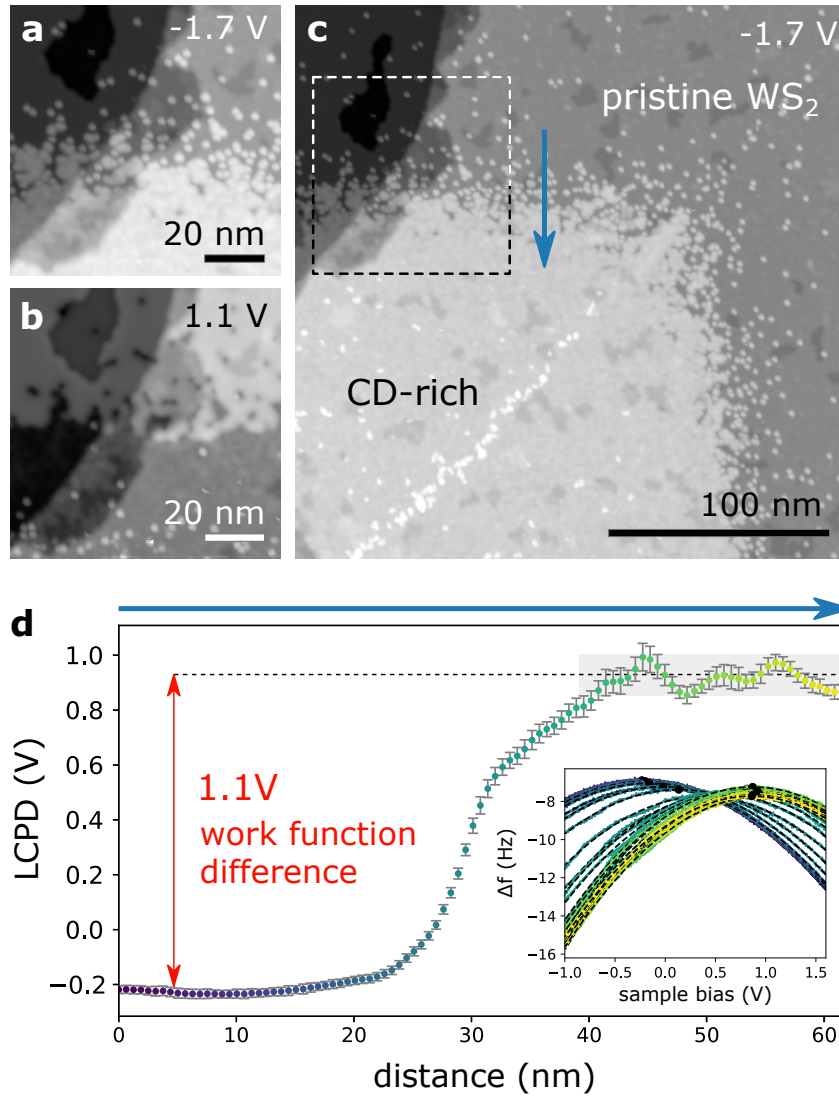 a
-1.7 V
20 nm
b
1.1 V
20 nm
c
-1.7 V
pristine WS₂
CD-rich
100 nm
d
LCPD (V)
1.0
0.8
0.6
0.4
0.2
0.0
−0.2
1.1V
work function
difference
Δf (Hz)
−8
−10
−12
−14
−16
-1.0
-0.5
0.0
0.5
1.0
1.5
sample bias (V)
0
10
20
30
40
50
60
distance (nm)